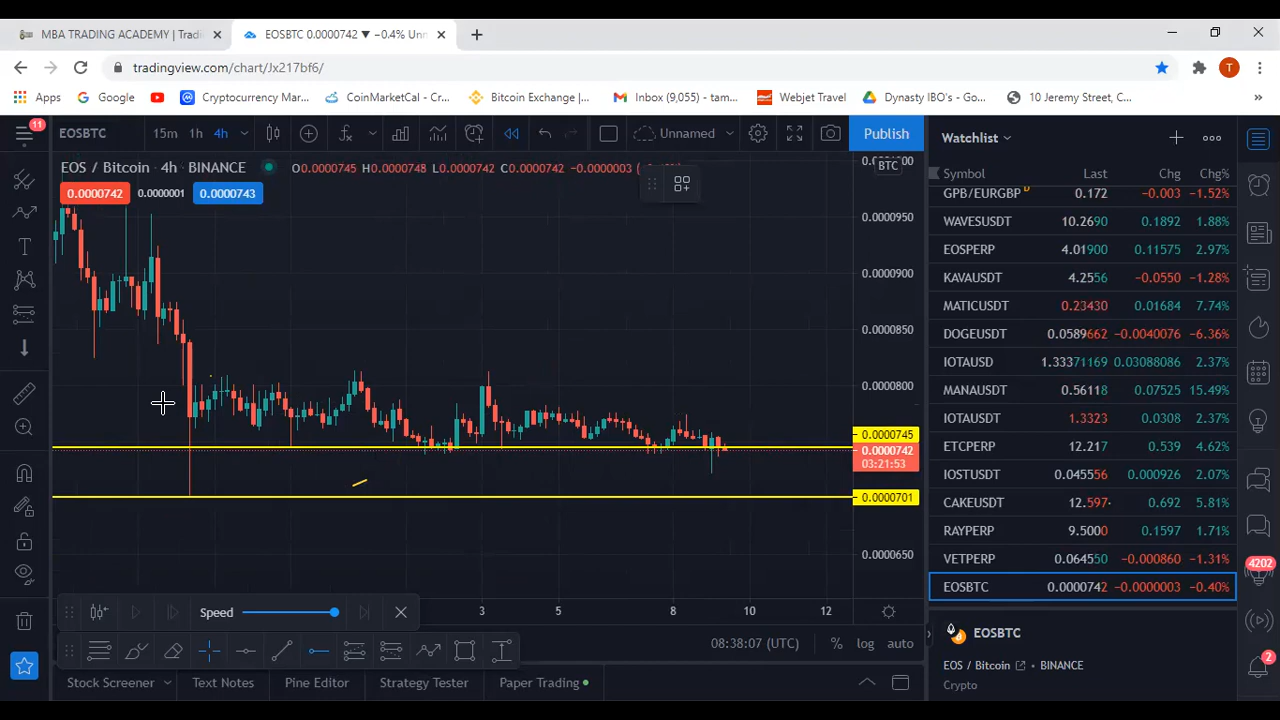 MBA TRADING ACADEMY | Tradi
EOSBTC 0.0000742 ▼ −0.4% Unn
tradingview.com/chart/Jx217bf6/
T
Apps
Google
Cryptocurrency Mar...
CoinMarketCal - Cr...
Bitcoin Exchange |...
Inbox (9,055) - tam...
Webjet Travel
Dynasty IBO's - Go...
10 Jeremy Street, C...
»
11
EOSBTC
15m
1h
4h
Unnamed
Publish
Watchlist
EOS / Bitcoin · 4h · BINANCE
O0.0000745 H0.0000748 L0.0000742 C0.0000742 −0.0000003
BTC
0.0000742
0.0000001
0.0000743
0.0000950
0.0000900
0.0000850
0.0000800
0.0000745
0.0000742
03:21:53
0.0000701
0.0000650
Symbol Last Chg Chg%
GPB/EURGBP D 0.172 −0.003 −1.52%
WAVESUSDT 10.2690 0.1892 1.88%
EOSPERP 4.01900 0.11575 2.97%
KAVAUSDT 4.2556 −0.0550 −1.28%
MATICUSDT 0.23430 0.01684 7.74%
DOGEUSDT 0.0589662 −0.0040076 −6.36%
IOTAUSD 1.33371169 0.03088086 2.37%
MANAUSDT 0.56118 0.07525 15.49%
IOTAUSDT 1.3323 0.0308 2.37%
ETCPERP 12.217 0.539 4.62%
IOSTUSDT 0.045556 0.000926 2.07%
CAKEUSDT 12.597 0.692 5.81%
RAYPERP 9.5000 0.1597 1.71%
VETPERP 0.064550 −0.000860 −1.31%
EOSBTC 0.0000742 −0.0000003 −0.40%
4202
Speed
3 5 8 10 12
08:38:07 (UTC)
%
log
auto
EOSBTC
EOS / Bitcoin
BINANCE
Crypto
2
Stock Screener
Text Notes
Pine Editor
Strategy Tester
Paper Trading